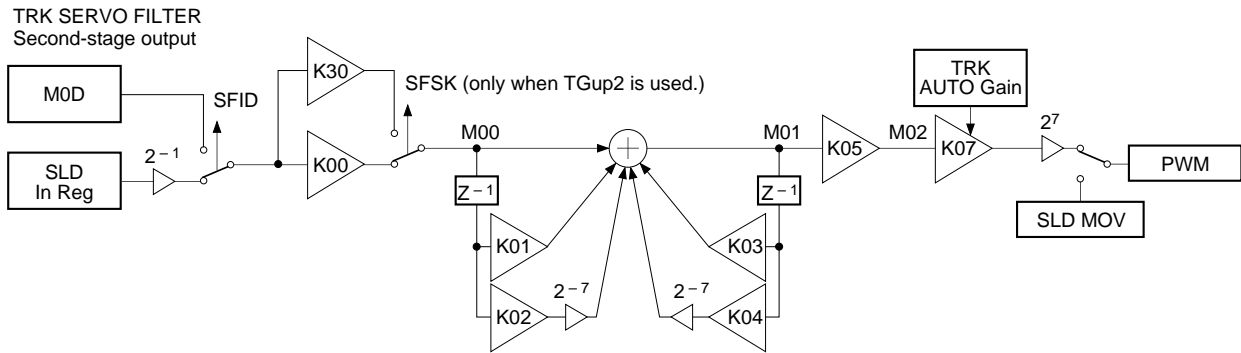 TRK SERVO FILTER
Second-stage output
M0D
SFID
SLD
In Reg
2⁻¹
K30
K00
SFSK (only when TGup2 is used.)
M00
Z⁻¹
K01
K02
2⁻⁷
M01
Z⁻¹
K03
2⁻⁷
K04
K05
M02
TRK
AUTO Gain
K07
2⁷
PWM
SLD MOV